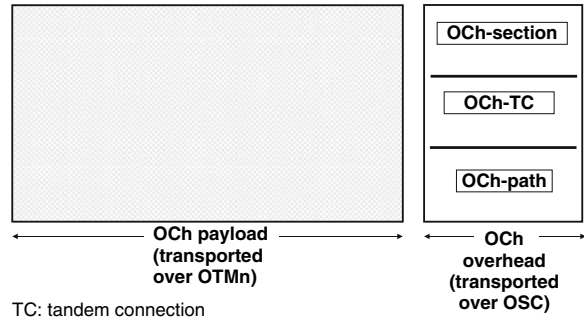 OCh-section
OCh-TC
OCh-path
OCh payload
(transported
over OTMn)
OCh
overhead
(transported
over OSC)
TC: tandem connection